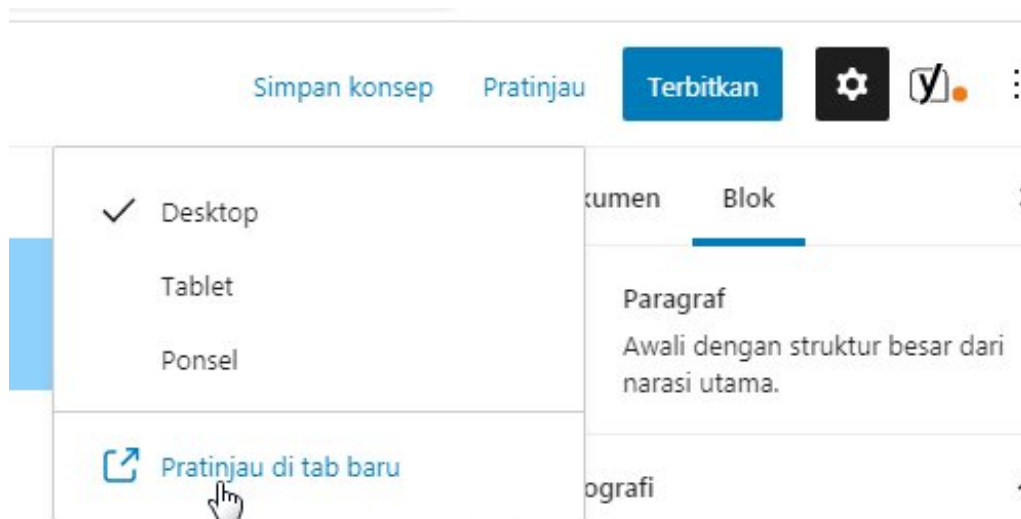 Simpan konsep Pratinjau Terbitkan
Desktop
Blok
Tablet
Paragraf
Awali dengan struktur besar dari
narasi utama.
Ponsel
Pratinjau di tab baru